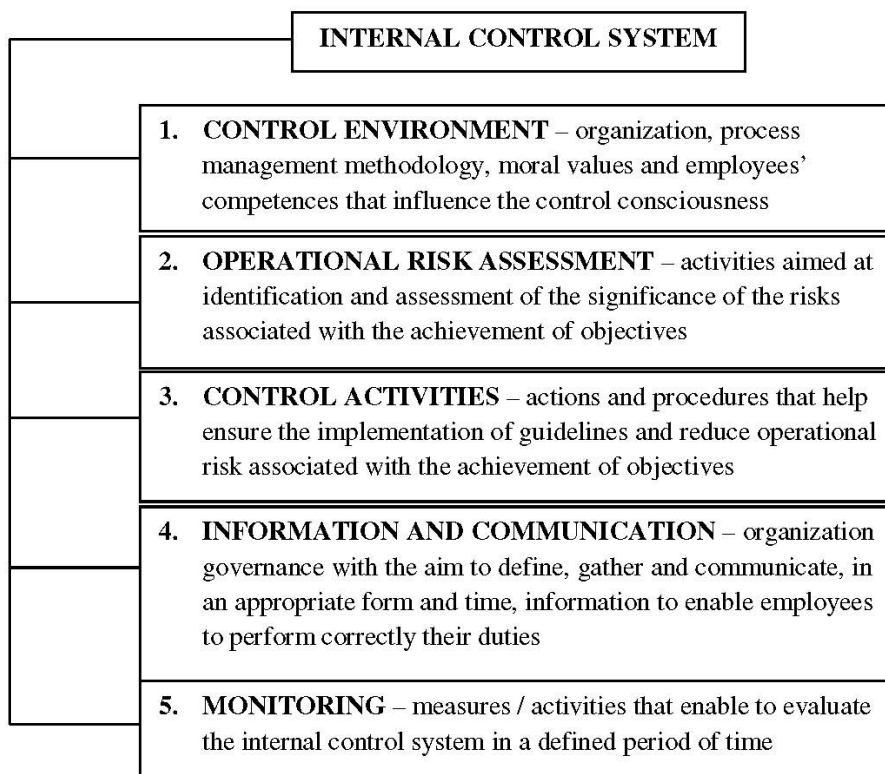 INTERNAL CONTROL SYSTEM
1. CONTROL ENVIRONMENT – organization, process
management methodology, moral values and employees’
competences that influence the control consciousness
2. OPERATIONAL RISK ASSESSMENT – activities aimed at
identification and assessment of the significance of the risks
associated with the achievement of objectives
3. CONTROL ACTIVITIES – actions and procedures that help
ensure the implementation of guidelines and reduce operational
risk associated with the achievement of objectives
4. INFORMATION AND COMMUNICATION – organization
governance with the aim to define, gather and communicate, in
an appropriate form and time, information to enable employees
to perform correctly their duties
5. MONITORING – measures / activities that enable to evaluate
the internal control system in a defined period of time